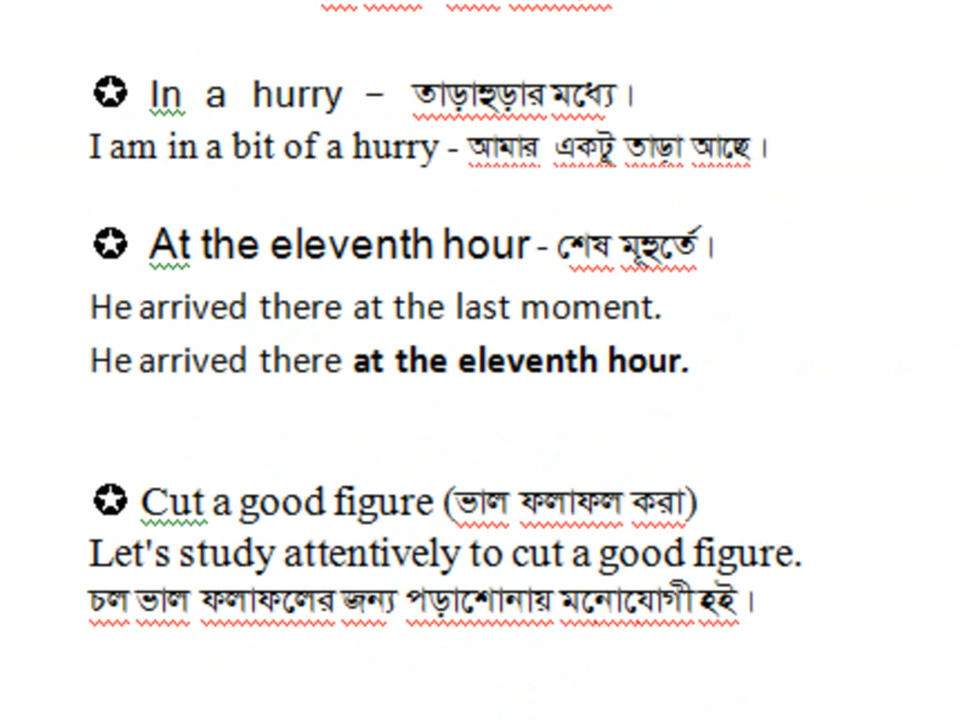 ✪ In a hurry – তাড়াহুড়ার মধ্যে।
I am in a bit of a hurry - আমার একটু তাড়া আছে।
✪ At the eleventh hour - শেষ মূহুর্তে।
He arrived there at the last moment.
He arrived there at the eleventh hour.
✪ Cut a good figure (ভাল ফলাফল করা)
Let's study attentively to cut a good figure.
চল ভাল ফলাফলের জন্য পড়াশোনায় মনোযোগী হই।